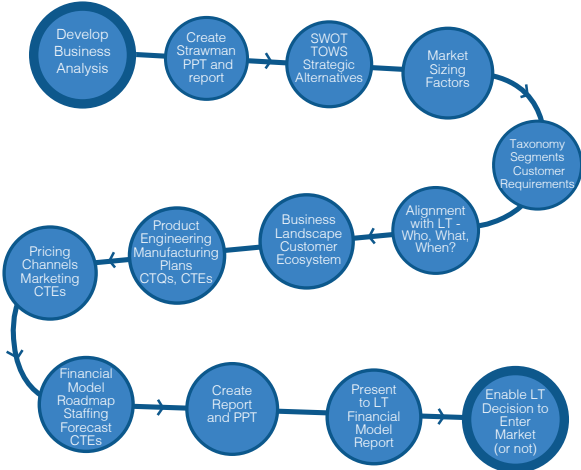 Develop
Business
Analysis
Create
Strawman
PPT and
report
SWOT
TOWS
Strategic
Alternatives
Market
Sizing
Factors
Taxonomy
Segments
Customer
Requirements
Alignment
with LT -
Who, What,
When?
Business
Landscape
Customer
Ecosystem
Product
Engineering
Manufacturing
Plans
CTQs, CTEs
Pricing
Channels
Marketing
CTEs
Financial
Model
Roadmap
Staffing
Forecast
CTEs
Create
Report
and PPT
Present
to LT
Financial
Model
Report
Enable LT
Decision to
Enter
Market
(or not)